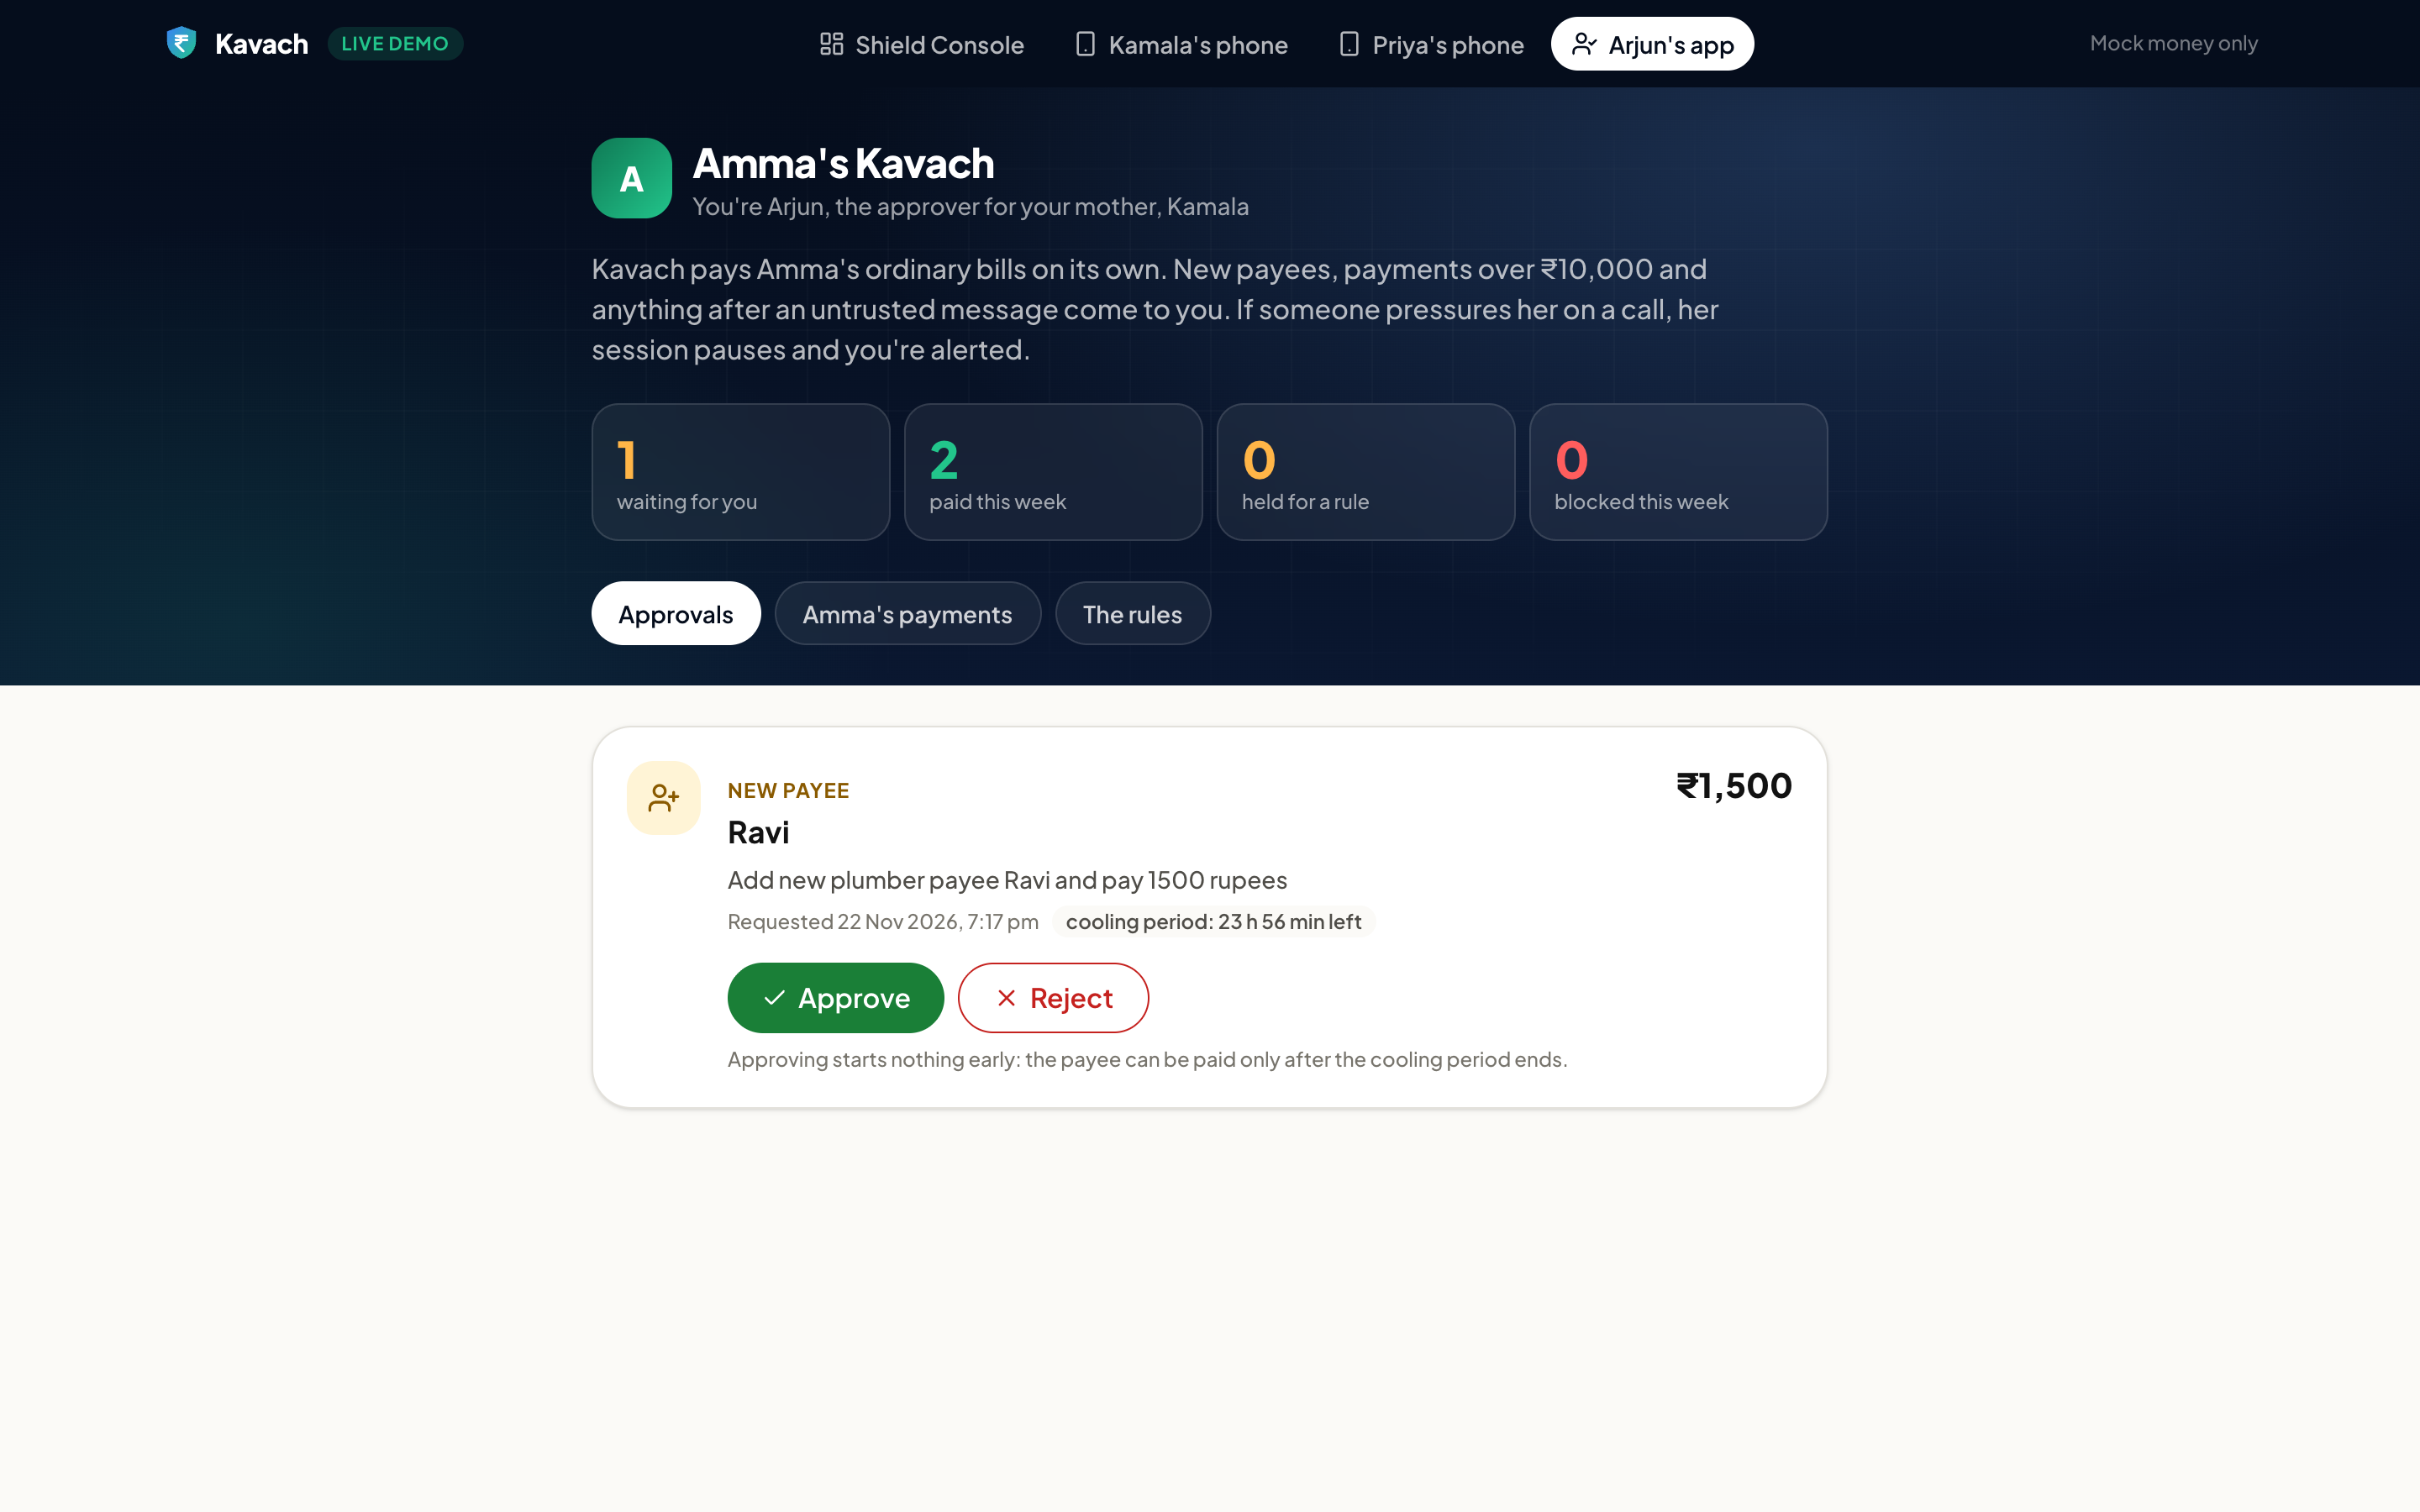 Kavach
LIVE DEMO
Shield Console
Kamala's phone
Priya's phone
Arjun's app
Mock money only
A
Amma's Kavach
You're Arjun, the approver for your mother, Kamala
Kavach pays Amma's ordinary bills on its own. New payees, payments over ₹10,000 and
anything after an untrusted message come to you. If someone pressures her on a call, her
session pauses and you're alerted.
1
waiting for you
2
paid this week
0
held for a rule
0
blocked this week
Approvals
Amma's payments
The rules
NEW PAYEE
₹1,500
Ravi
Add new plumber payee Ravi and pay 1500 rupees
Requested 22 Nov 2026, 7:17 pm
cooling period: 23 h 56 min left
Approve
Reject
Approving starts nothing early: the payee can be paid only after the cooling period ends.